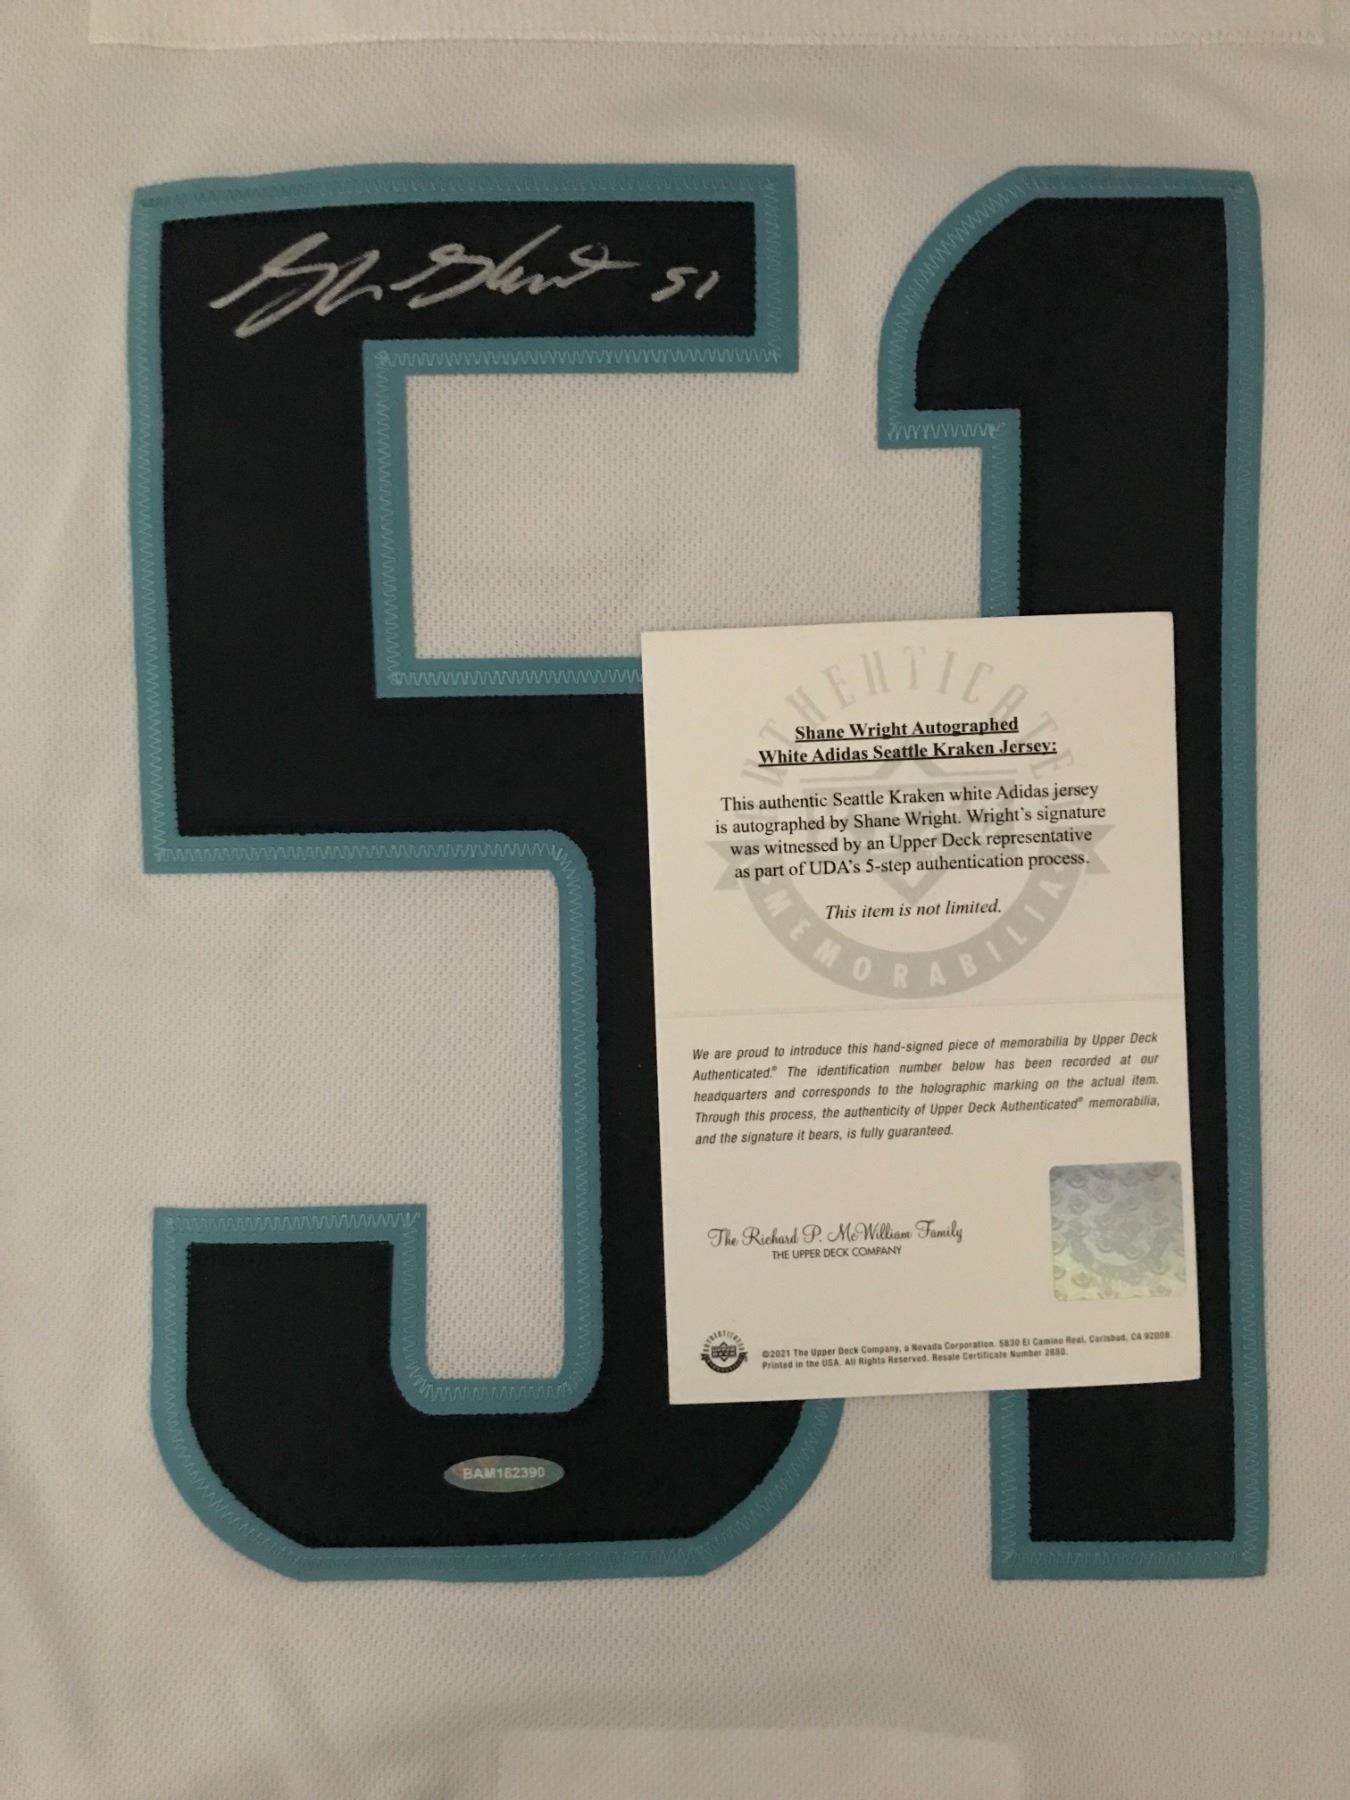 51
51
AUTHENTICATED
Shane Wright Autographed
White Adidas Seattle Kraken Jersey:
This authentic Seattle Kraken white Adidas jersey
is autographed by Shane Wright. Wright's signature
was witnessed by an Upper Deck representative
as part of UDA's 5-step authentication process.
This item is not limited.
MEMORABILIA
We are proud to introduce this hand-signed piece of memorabilia by Upper Deck
Authenticated.® The identification number below has been recorded at our
headquarters and corresponds to the holographic marking on the actual item.
Through this process, the authenticity of Upper Deck Authenticated® memorabilia,
and the signature it bears, is fully guaranteed.
The Richard P. McWilliam Family
THE UPPER DECK COMPANY
©2021 The Upper Deck Company, a Nevada Corporation. 5830 El Camino Real, Carlsbad, CA 92008.
Printed in the USA. All Rights Reserved. Resale Certificate Number 2880.
BAM182390